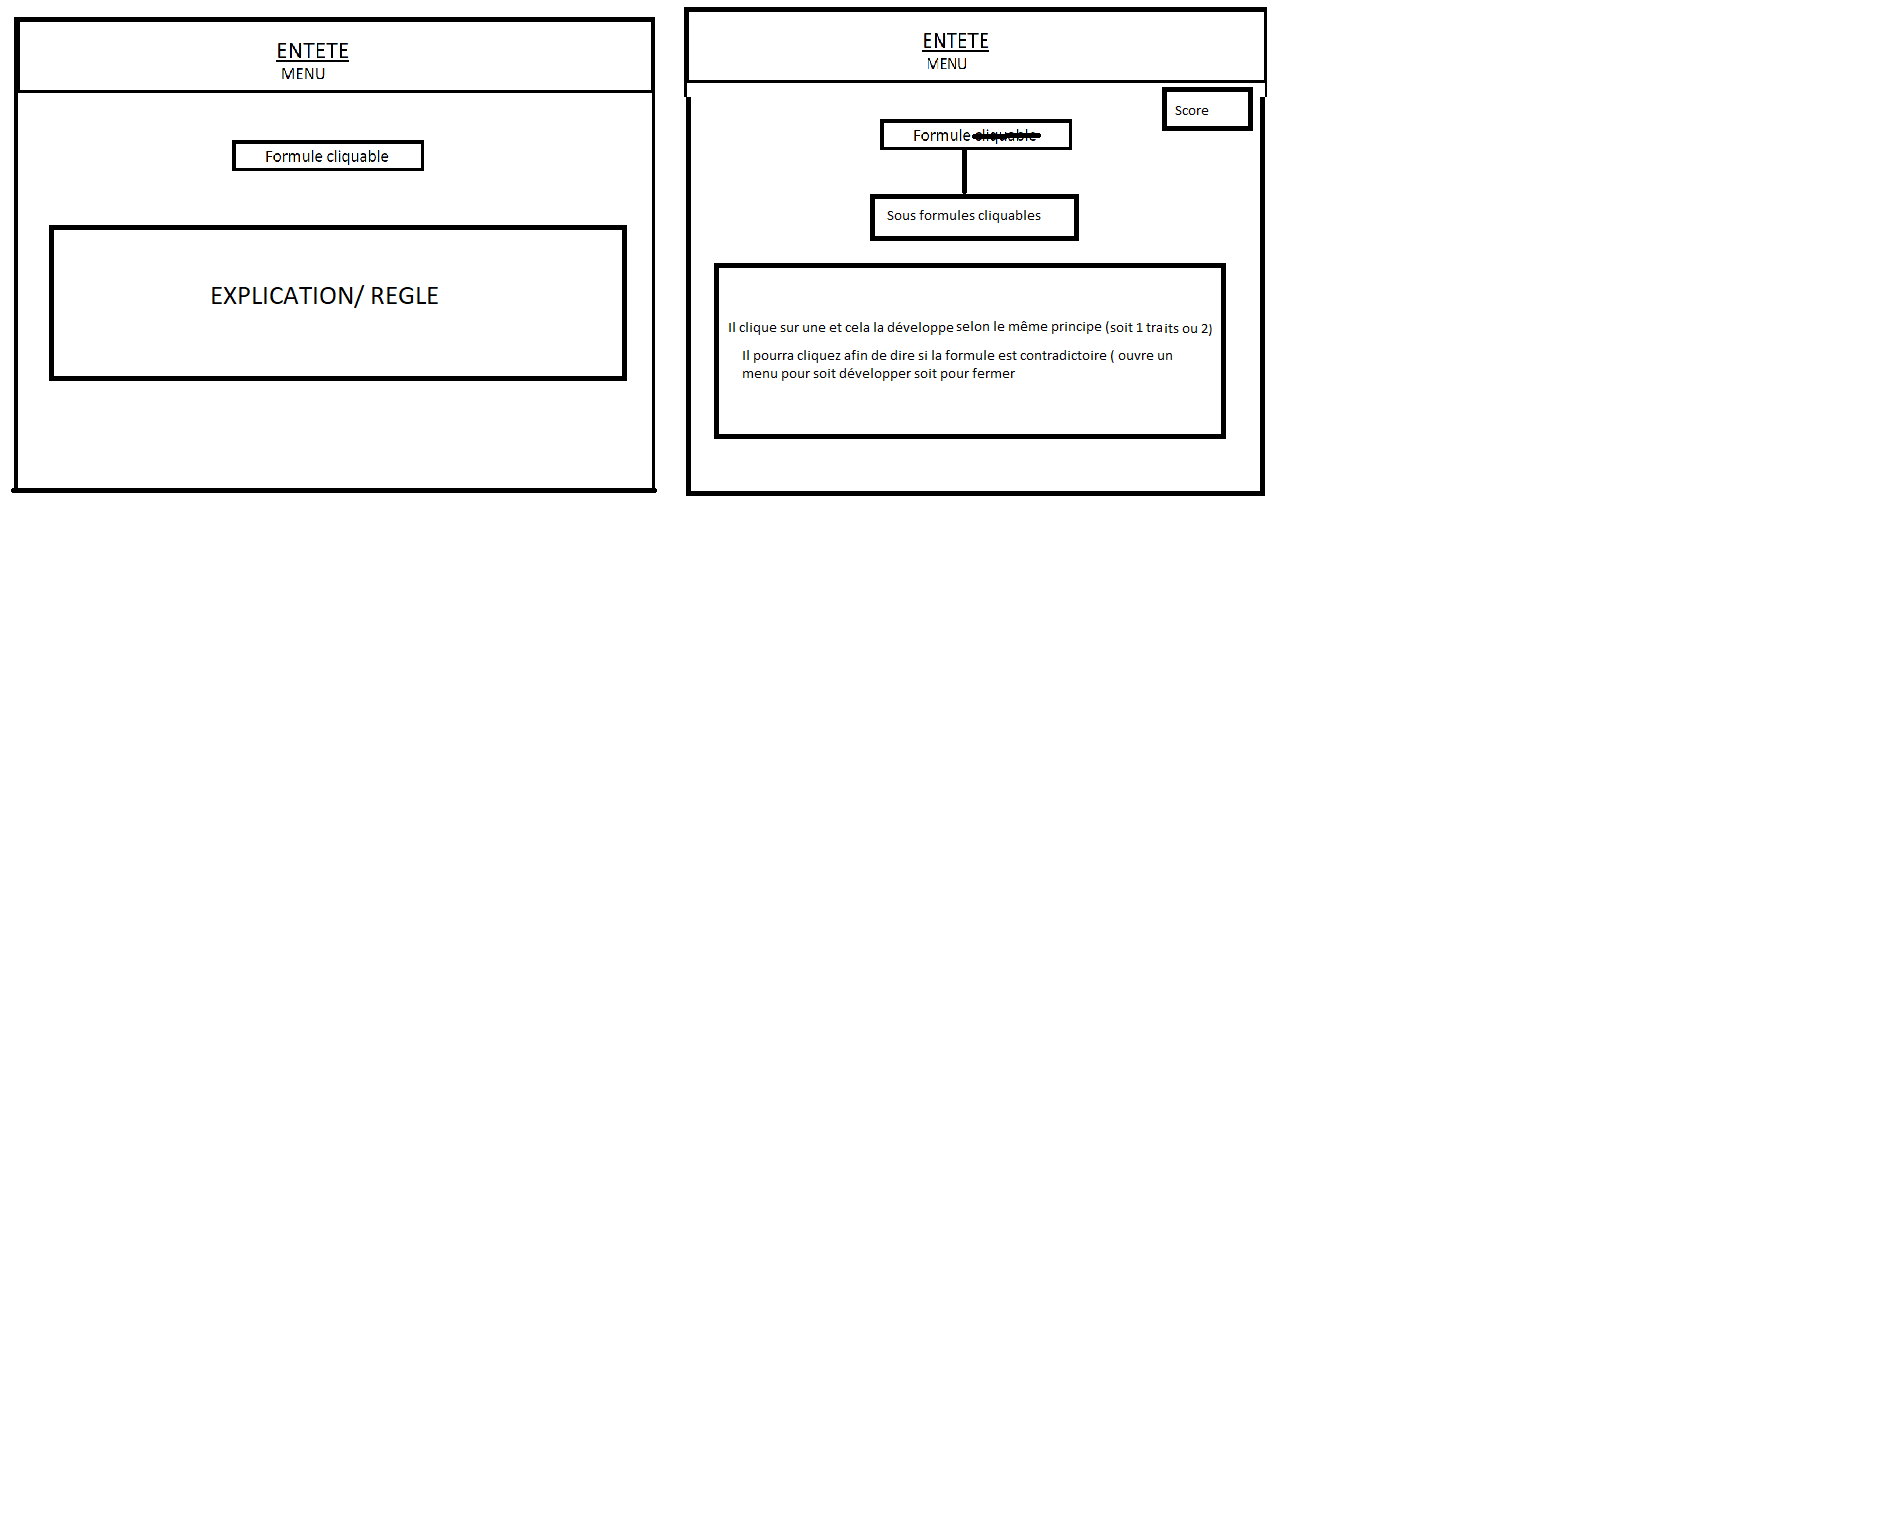 ENTETE
MENU
Formule cliquable
EXPLICATION/ REGLE
ENTETE
MENU
Score
Formule cliquable
Sous formules cliquables
Il clique sur une et cela la développe selon le même principe (soit 1 traits ou 2)
Il pourra cliquez afin de dire si la formule est contradictoire ( ouvre un
menu pour soit développer soit pour fermer